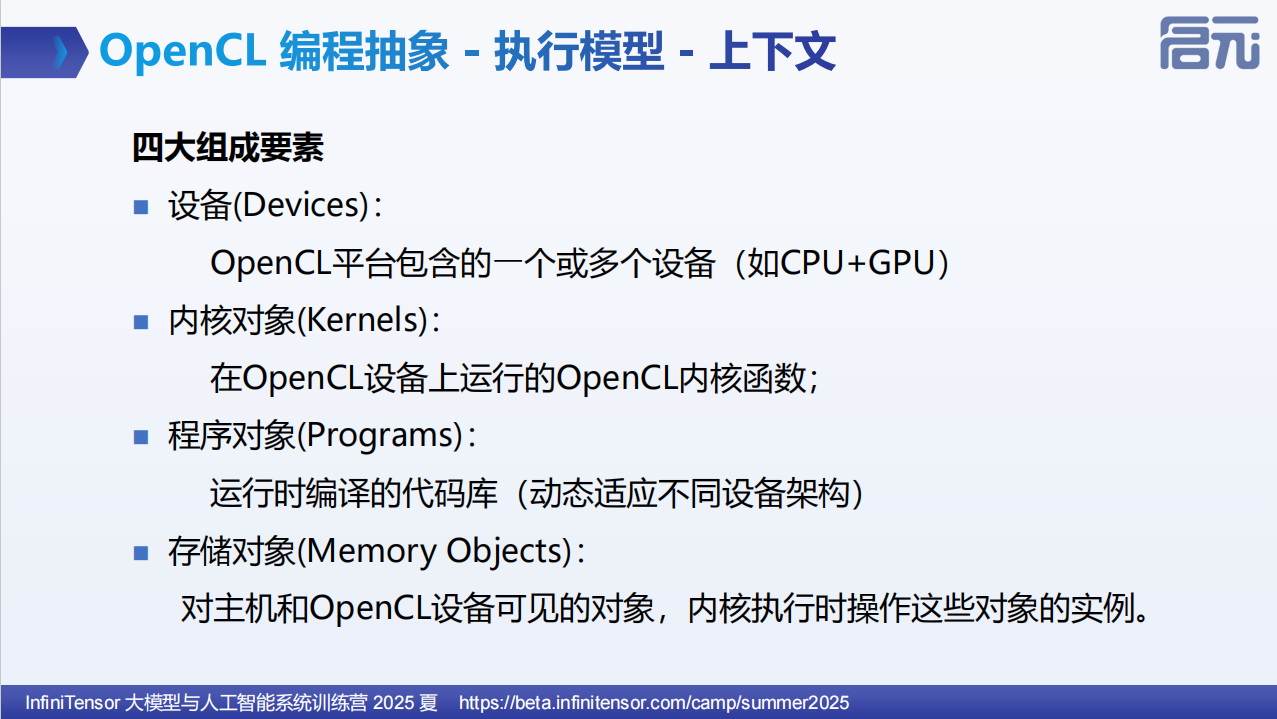 OpenCL 编程抽象 - 执行模型 - 上下文
启元
四大组成要素
设备(Devices)：
OpenCL平台包含的一个或多个设备（如CPU+GPU）
内核对象(Kernels)：
在OpenCL设备上运行的OpenCL内核函数；
程序对象(Programs)：
运行时编译的代码库（动态适应不同设备架构）
存储对象(Memory Objects)：
对主机和OpenCL设备可见的对象，内核执行时操作这些对象的实例。
InfiniTensor 大模型与人工智能系统训练营 2025 夏 https://beta.infinitensor.com/camp/summer2025